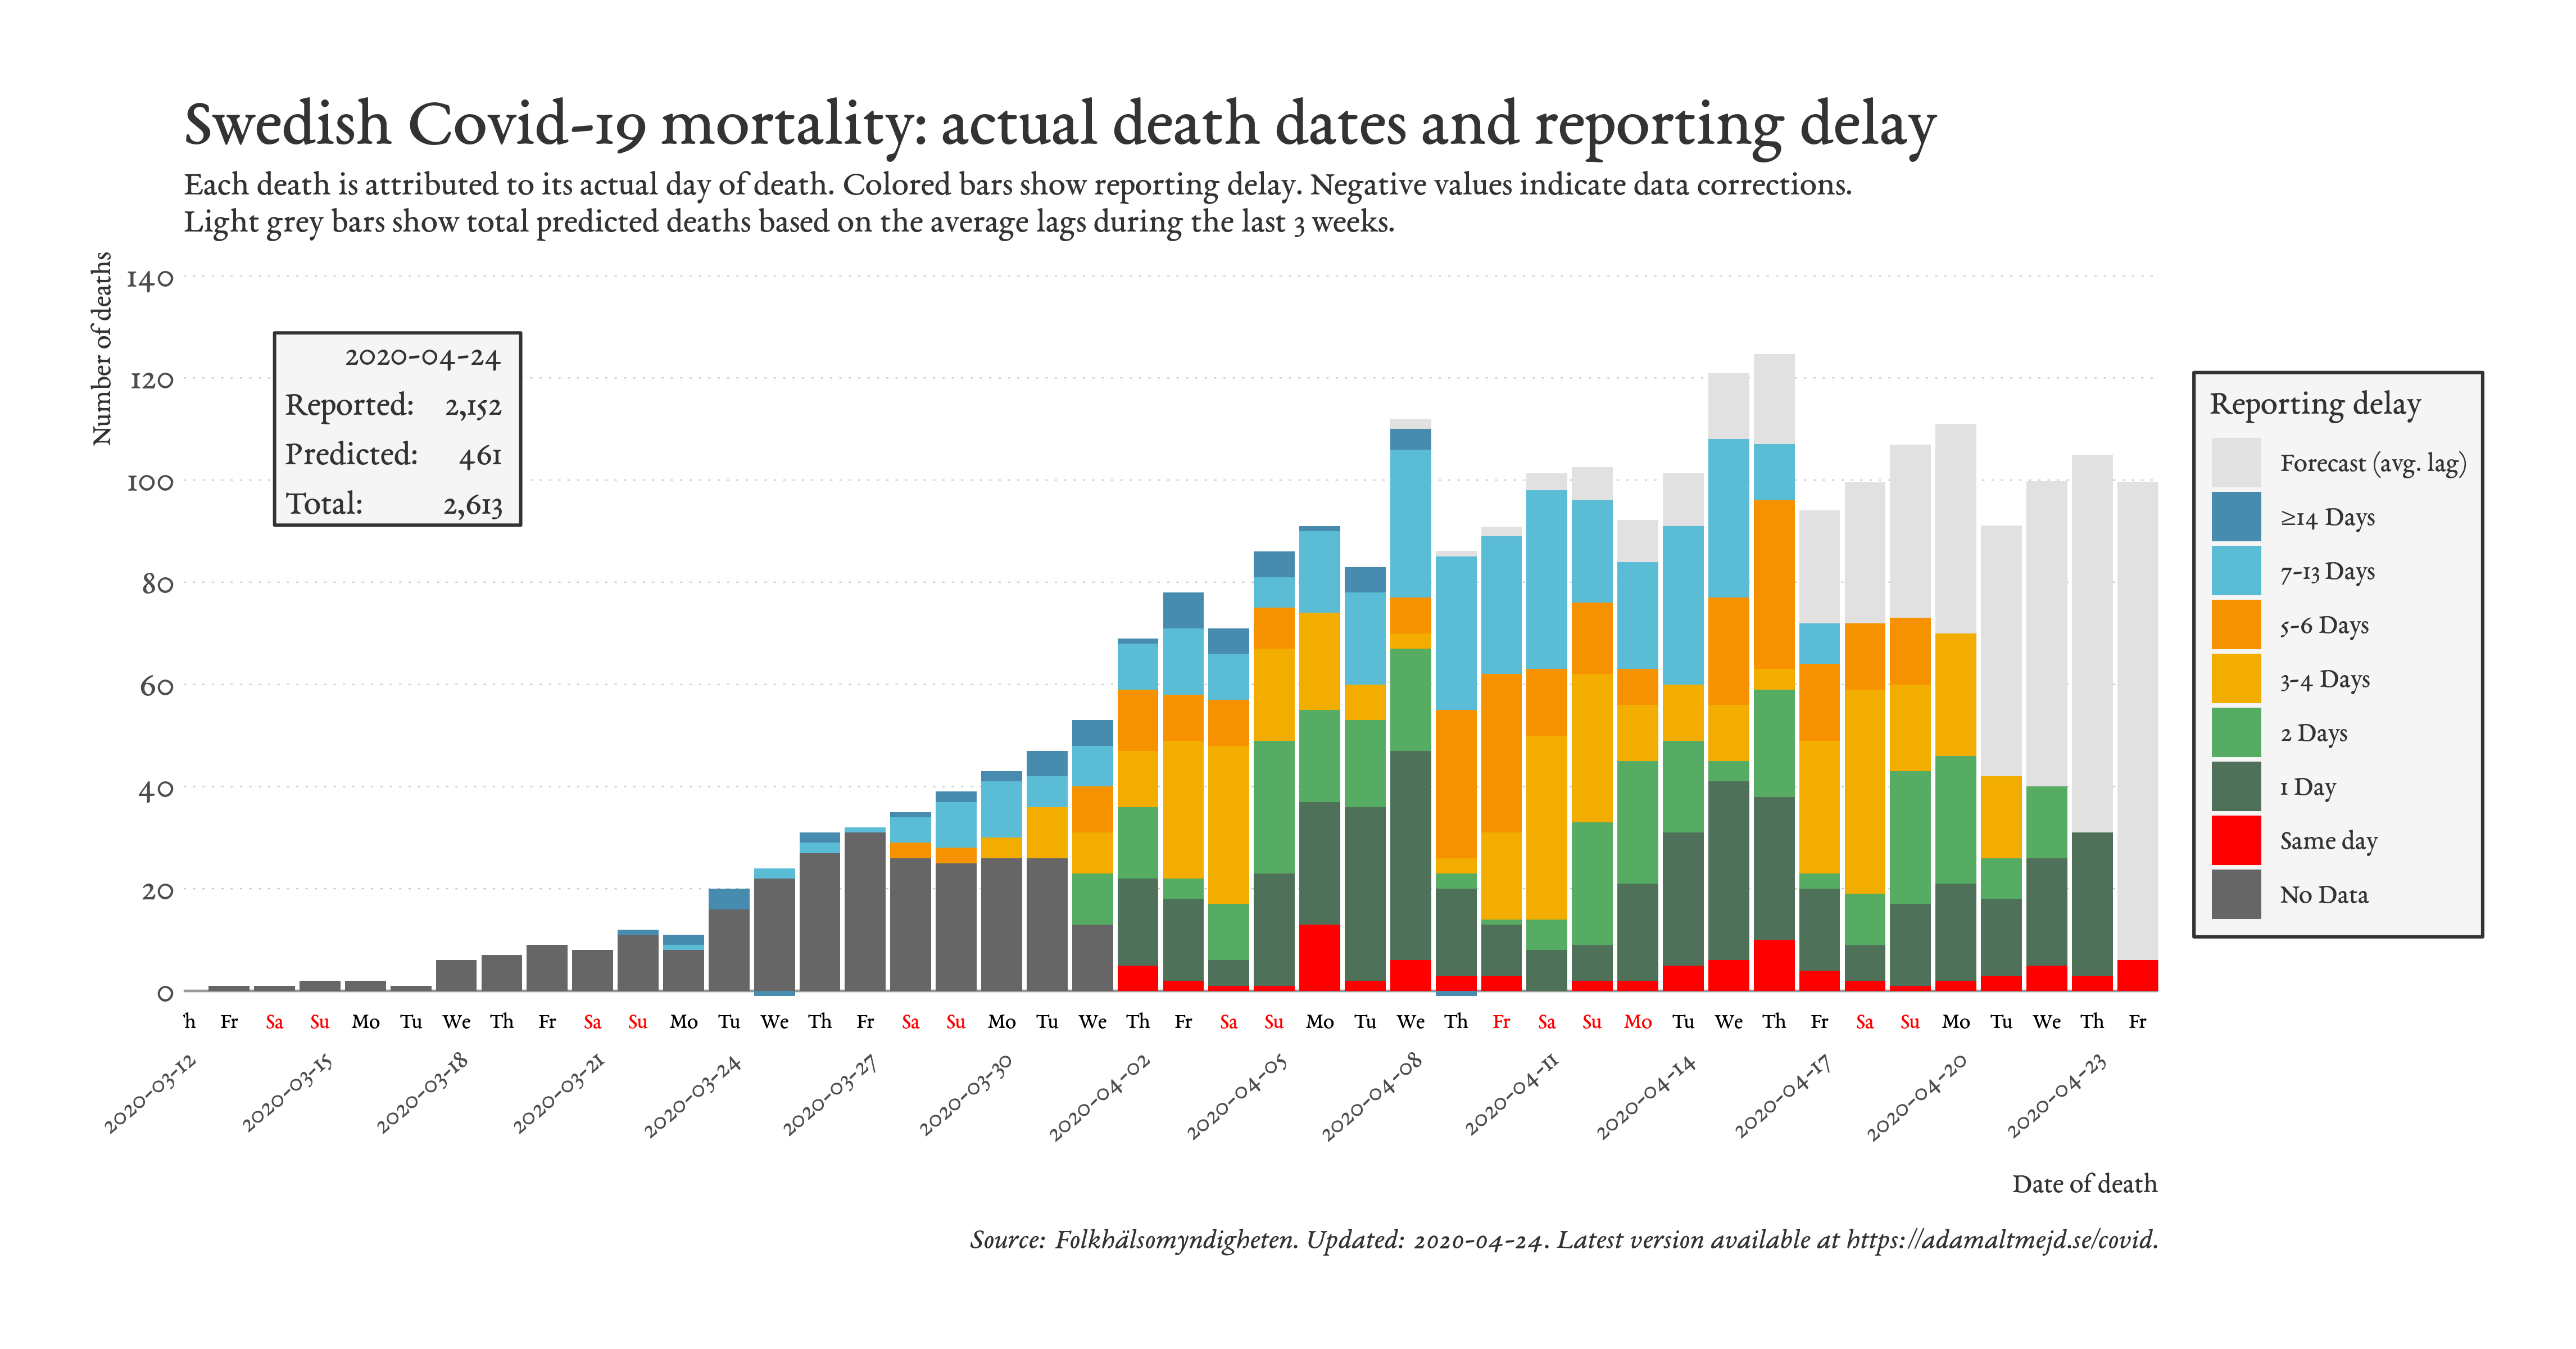 Swedish Covid-19 mortality: actual death dates and reporting delay
Each death is attributed to its actual day of death. Colored bars show reporting delay. Negative values indicate data corrections.
Light grey bars show total predicted deaths based on the average lags during the last 3 weeks.
Number of deaths
140
120
100
80
60
40
20
0
2020-04-24
Reported: 2,152
Predicted: 461
Total: 2,613
Reporting delay
Forecast (avg. lag)
≥14 Days
7-13 Days
5-6 Days
3-4 Days
2 Days
1 Day
Same day
No Data
h Fr Sa Su Mo Tu We Th Fr Sa Su Mo Tu We Th Fr Sa Su Mo Tu We Th Fr Sa Su Mo Tu We Th Fr Sa Su Mo Tu We Th Fr Sa Su Mo Tu We Th Fr
2020-03-12 2020-03-15 2020-03-18 2020-03-21 2020-03-24 2020-03-27 2020-03-30 2020-04-02 2020-04-05 2020-04-08 2020-04-11 2020-04-14 2020-04-17 2020-04-20 2020-04-23
Date of death
Source: Folkhälsomyndigheten. Updated: 2020-04-24. Latest version available at https://adamaltmejd.se/covid.